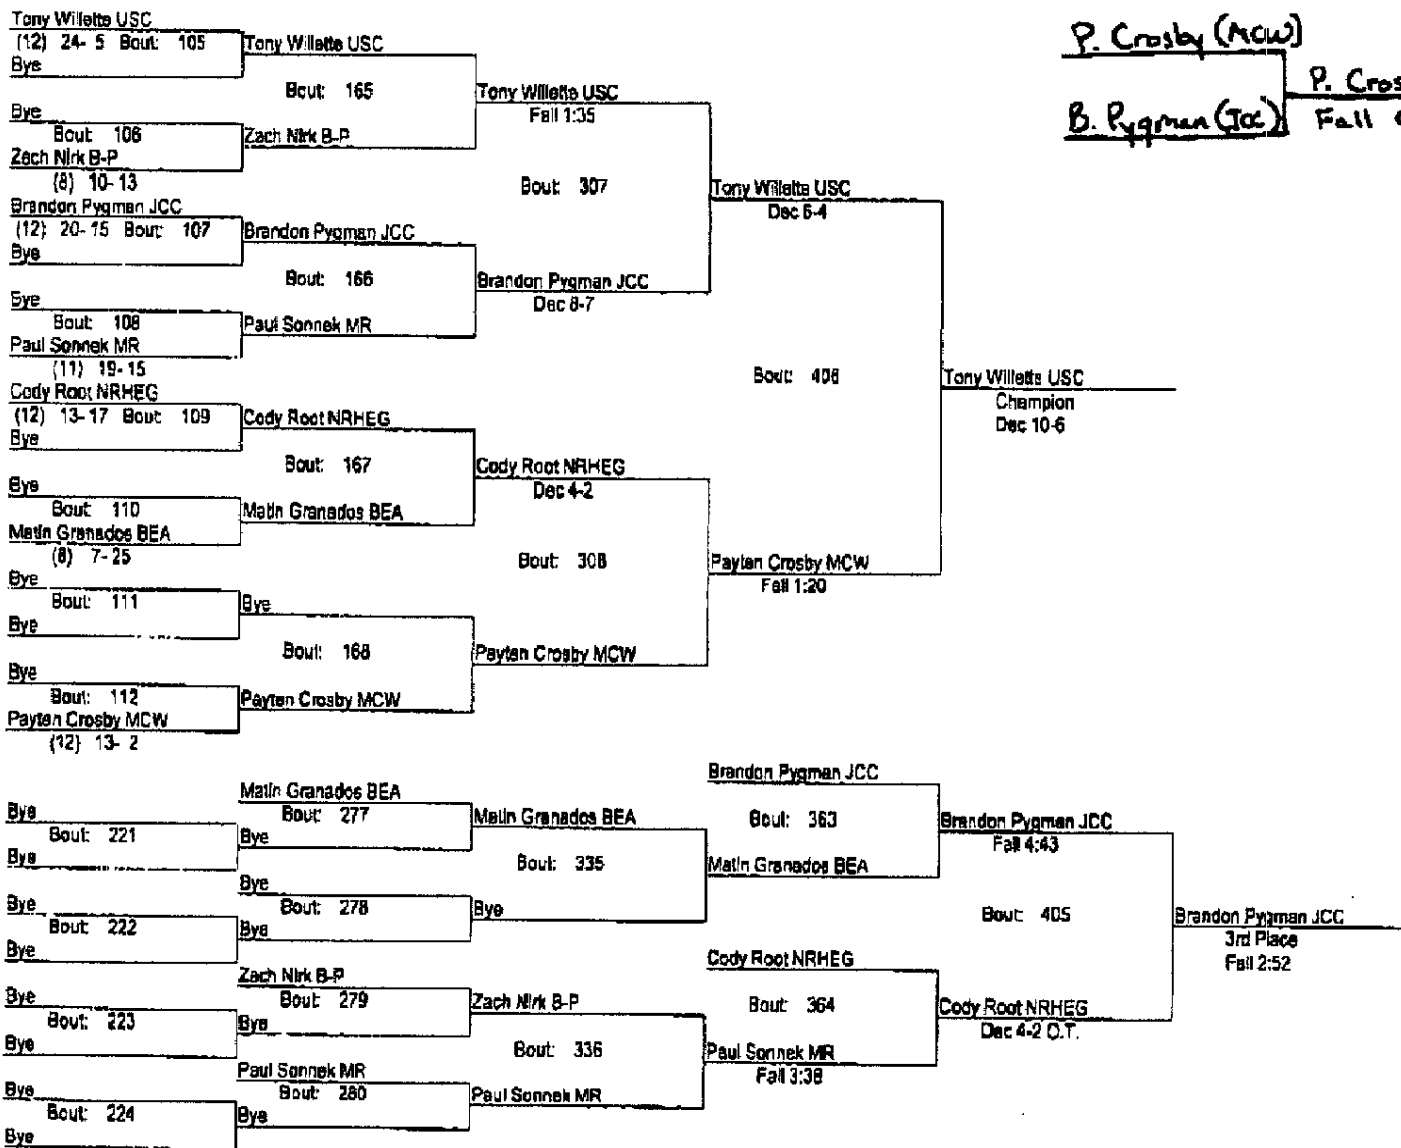 Tony Willette USC
(12) 24- 5 Bout: 105
Bye
Tony Willette USC
Bout: 165
Bye
Bout: 106
Zach Nirk B-P
(8) 10- 13
Zach Nirk B-P
Tony Willette USC
Fall 1:35
Bout: 307
Brandon Pygman JCC
(12) 20- 15 Bout: 107
Bye
Brandon Pygman JCC
Bout: 166
Bye
Bout: 108
Paul Sonnek MR
(11) 19- 15
Paul Sonnek MR
Brandon Pygman JCC
Dec 8-7
Tony Willette USC
Dec 6-4
Bout: 406
Cody Root NRHEG
(12) 13- 17 Bout: 109
Bye
Cody Root NRHEG
Bout: 167
Bye
Bout: 110
Matin Granados BEA
(8) 7- 25
Matin Granados BEA
Cody Root NRHEG
Dec 4-2
Bout: 308
Bye
Bout: 111
Bye
Bye
Bout: 168
Bye
Bout: 112
Payten Crosby MCW
(12) 13- 2
Payten Crosby MCW
Payten Crosby MCW
Payten Crosby MCW
Fall 1:20
Tony Willette USC
Champion
Dec 10-6
P. Crosby (MCW)
B. Pygman (JCC)
P. Cros
Fall
Bye
Bout: 221
Bye
Bye
Bout: 222
Bye
Bye
Bout: 223
Bye
Bye
Bout: 224
Bye
Matin Granados BEA
Bout: 277
Bye
Bye
Bout: 278
Bye
Zach Nirk B-P
Bout: 279
Bye
Paul Sonnek MR
Bout: 280
Bye
Matin Granados BEA
Bout: 335
Bye
Zach Nirk B-P
Bout: 336
Paul Sonnek MR
Brandon Pygman JCC
Bout: 363
Matin Granados BEA
Cody Root NRHEG
Bout: 364
Paul Sonnek MR
Fall 3:38
Brandon Pygman JCC
Fall 4:43
Bout: 405
Cody Root NRHEG
Dec 4-2 O.T.
Brandon Pygman JCC
3rd Place
Fall 2:52